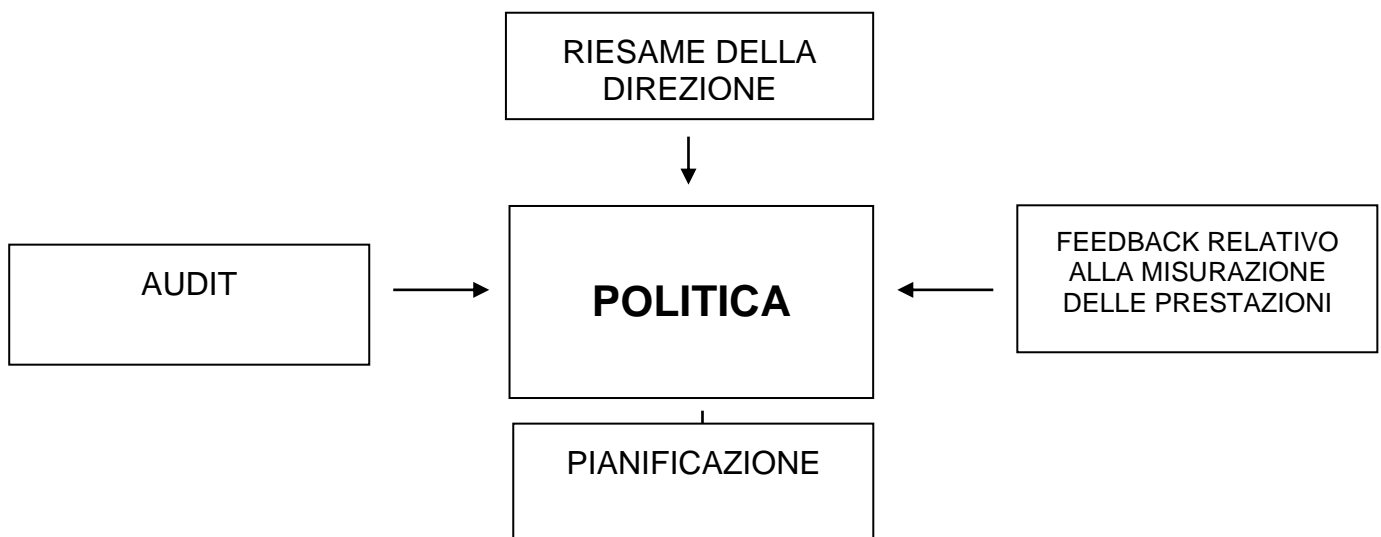 RIESAME DELLA
DIREZIONE
AUDIT
POLITICA
FEEDBACK RELATIVO
ALLA MISURAZIONE
DELLE PRESTAZIONI
PIANIFICAZIONE